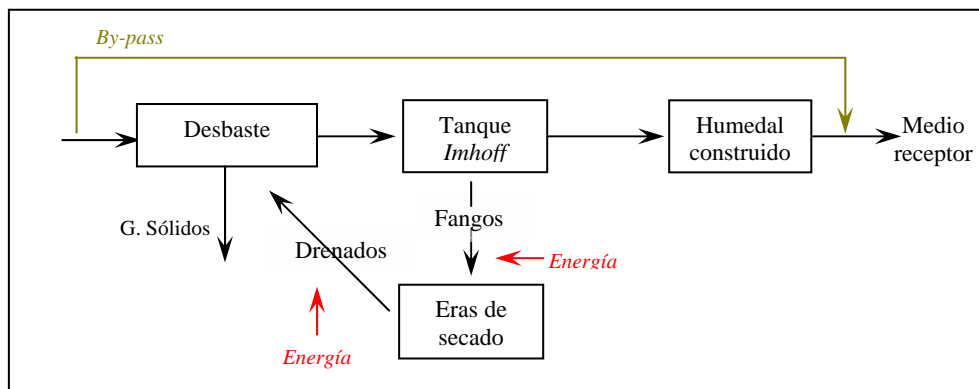 By-pass
Desbaste
Tanque
Imhoff
Humedal
construido
Medio
receptor
G. Sólidos
Fangos
Drenados
Energía
Eras de
secado
Energía